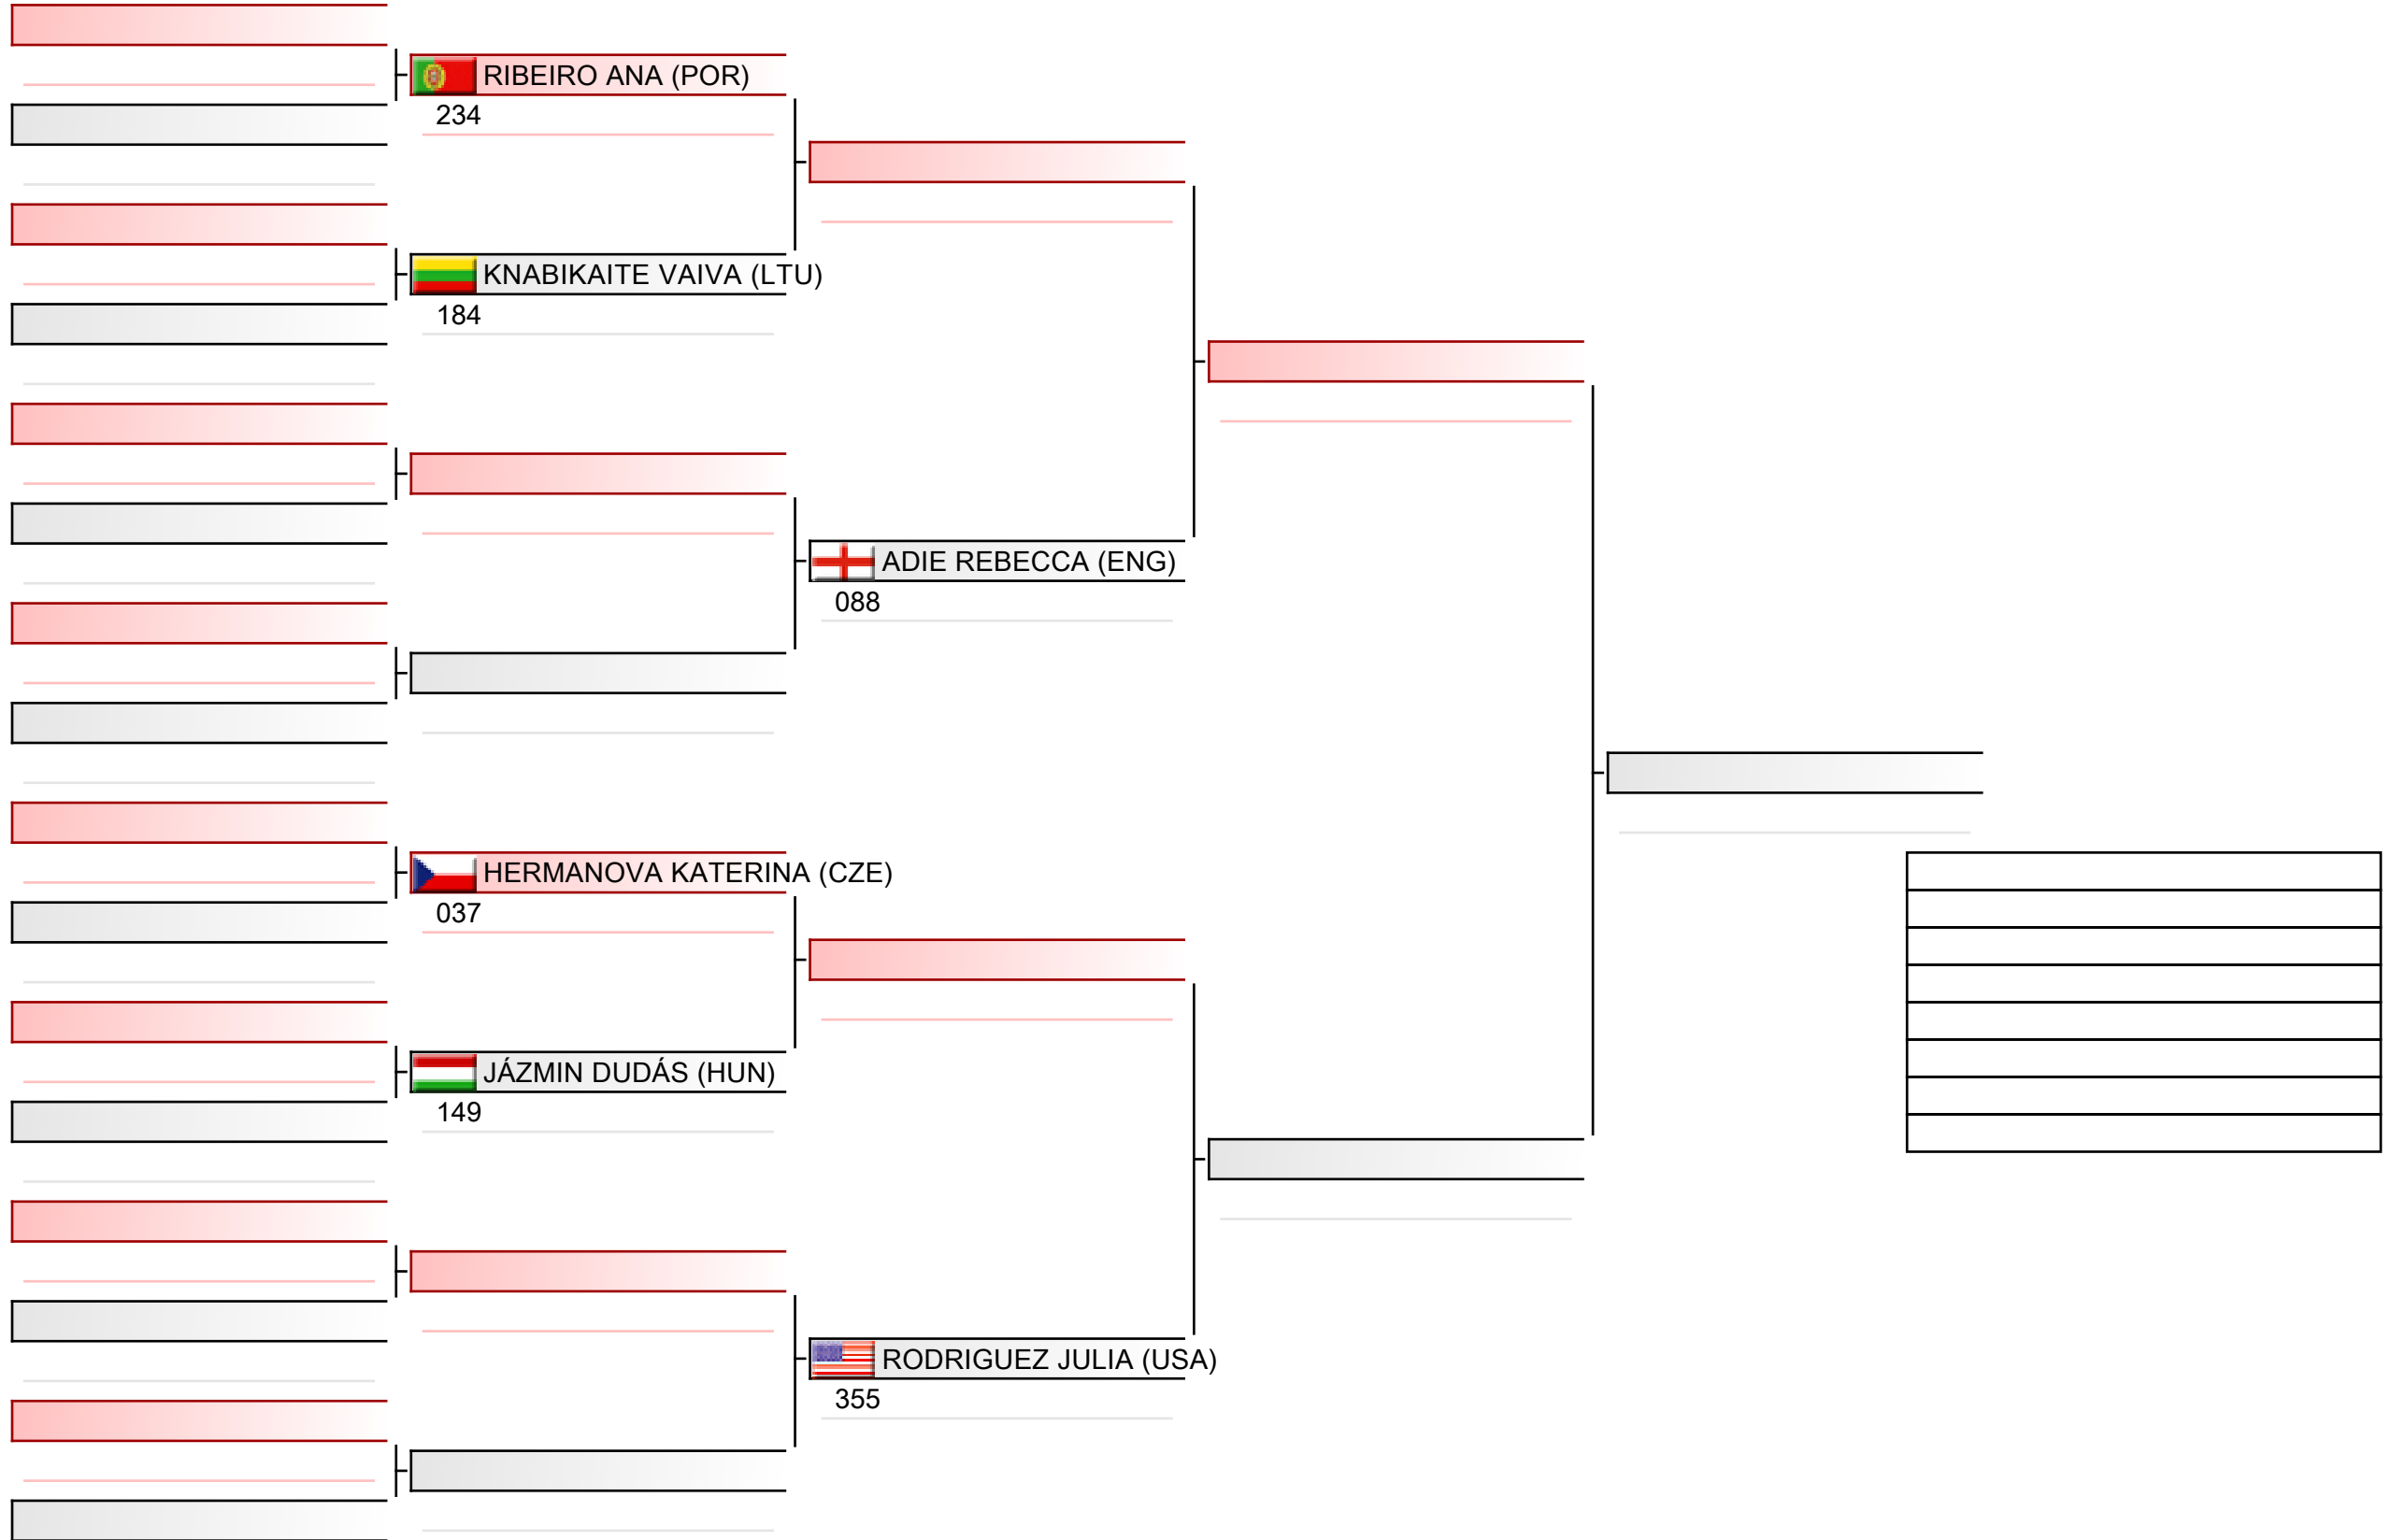 RIBEIRO ANA (POR)
234
KNABIKAITE VAIVA (LTU)
184
ADIE REBECCA (ENG)
088
HERMANOVA KATERINA (CZE)
037
JÁZMIN DUDÁS (HUN)
149
RODRIGUEZ JULIA (USA)
355